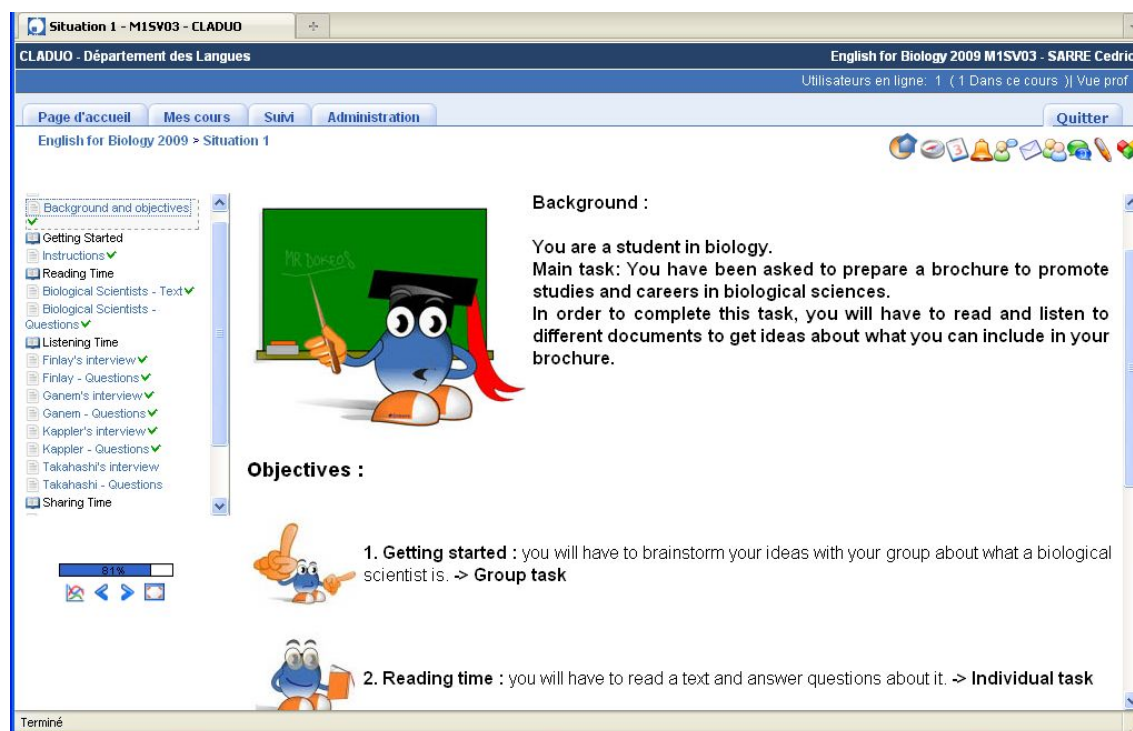 Situation 1 - M1SV03 - CLADUO
CLADUO - Département des Langues
English for Biology 2009 M1SV03 - SARRE Cedric
Utilisateurs en ligne: 1 ( 1 Dans ce cours )| Vue prof
Page d'accueil
Mes cours
Suivi
Administration
Quitter
English for Biology 2009 > Situation 1
3
Background and objectives
Getting Started
Instructions
Reading Time
Biological Scientists - Text
Biological Scientists -
Questions
Listening Time
Finlay's interview
Finlay - Questions
Ganem's interview
Ganem - Questions
Kappler's interview
Kappler - Questions
Takahashi's interview
Takahashi - Questions
Sharing Time
81%
MR DOKEOS
Background :
You are a student in biology.
Main task: You have been asked to prepare a brochure to promote
studies and careers in biological sciences.
In order to complete this task, you will have to read and listen to
different documents to get ideas about what you can include in your
brochure.
Objectives :
1. Getting started : you will have to brainstorm your ideas with your group about what a biological
scientist is. -> Group task
2. Reading time : you will have to read a text and answer questions about it. -> Individual task
Terminé